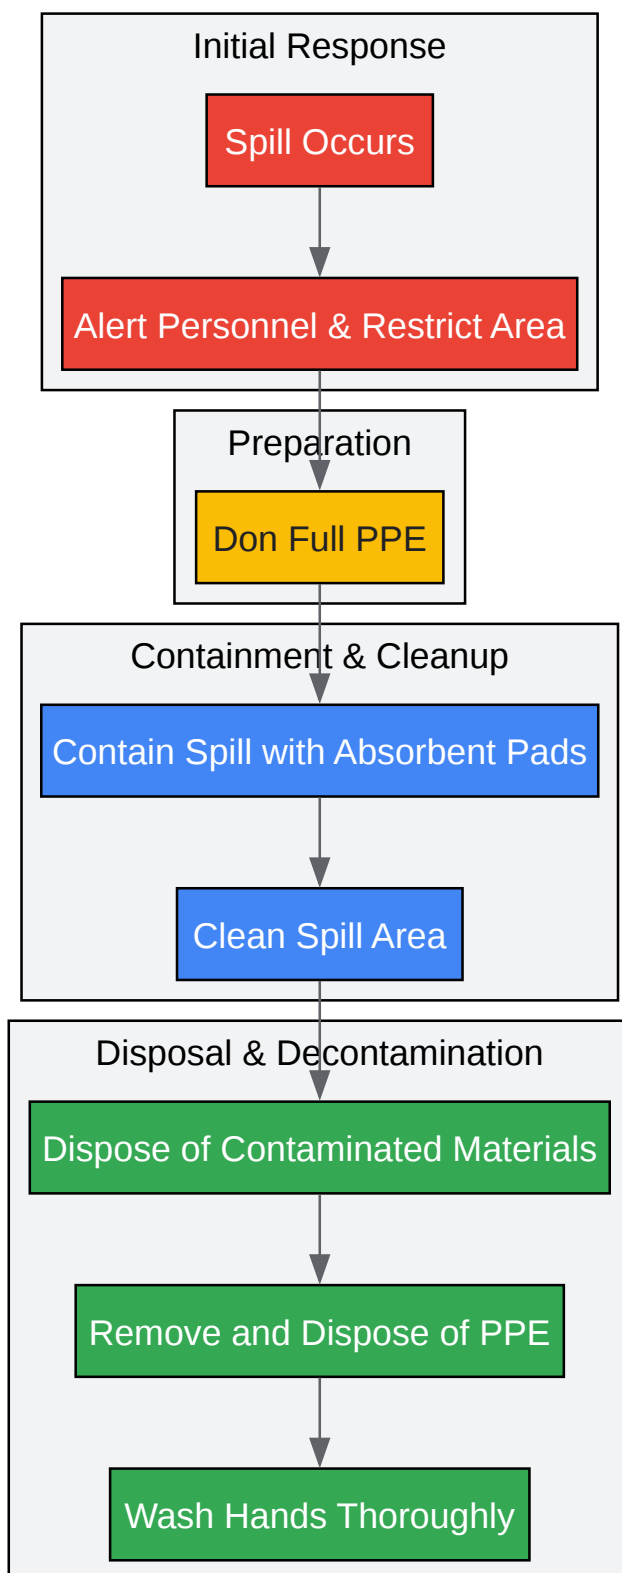 Initial Response
Spill Occurs
Alert Personnel & Restrict Area
Preparation
Don Full PPE
Containment & Cleanup
Contain Spill with Absorbent Pads
Clean Spill Area
Disposal & Decontamination
Dispose of Contaminated Materials
Remove and Dispose of PPE
Wash Hands Thoroughly